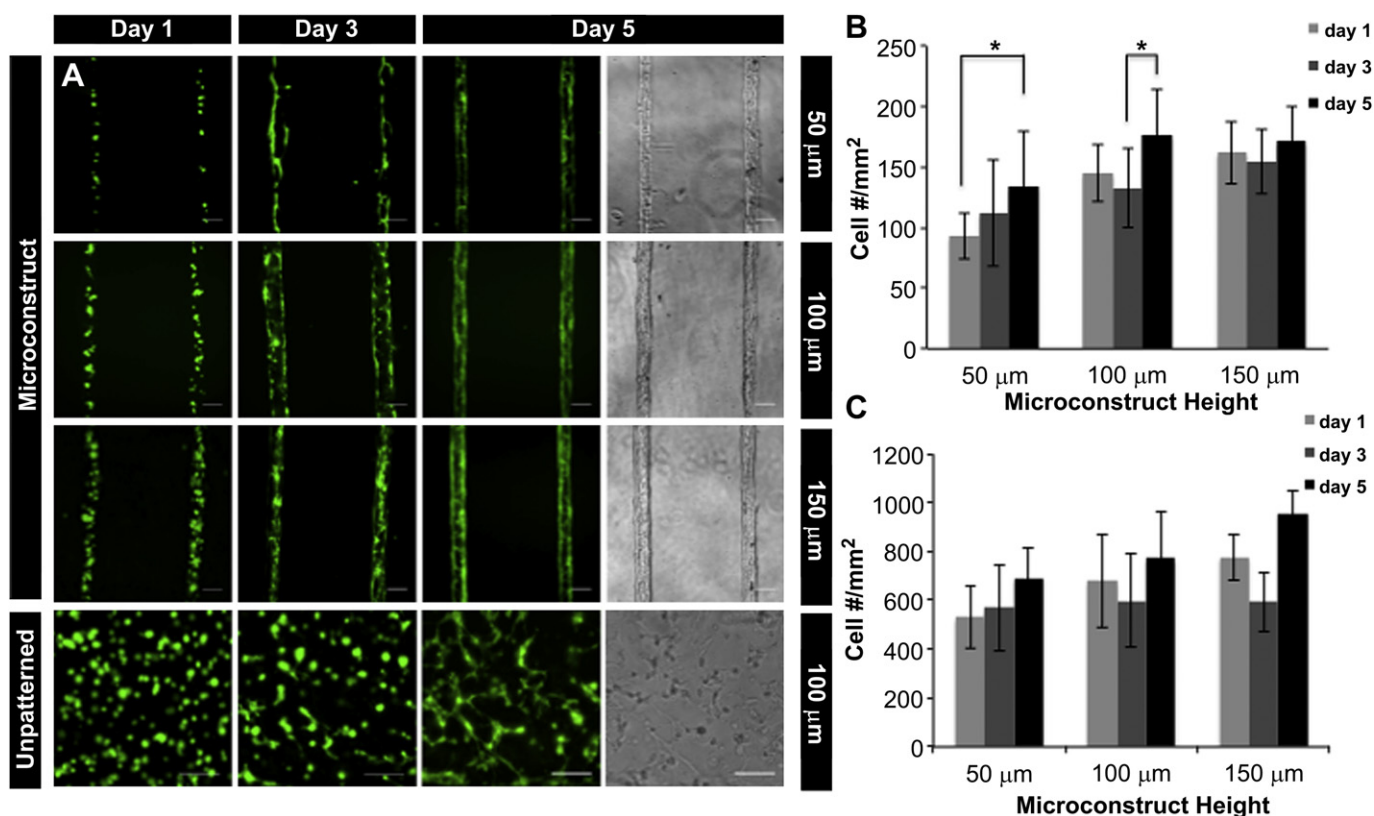 Day 1
Day 3
Day 5
A
Microconstruct
Unpatterned
50 μm
100 μm
150 μm
100 μm
B
250
200
150
100
50
0
Cell #/mm²
*
*
day 1
day 3
day 5
50 μm
100 μm
150 μm
Microconstruct Height
C
1200
1000
800
600
400
200
0
Cell #/mm²
day 1
day 3
day 5
50 μm
100 μm
150 μm
Microconstruct Height